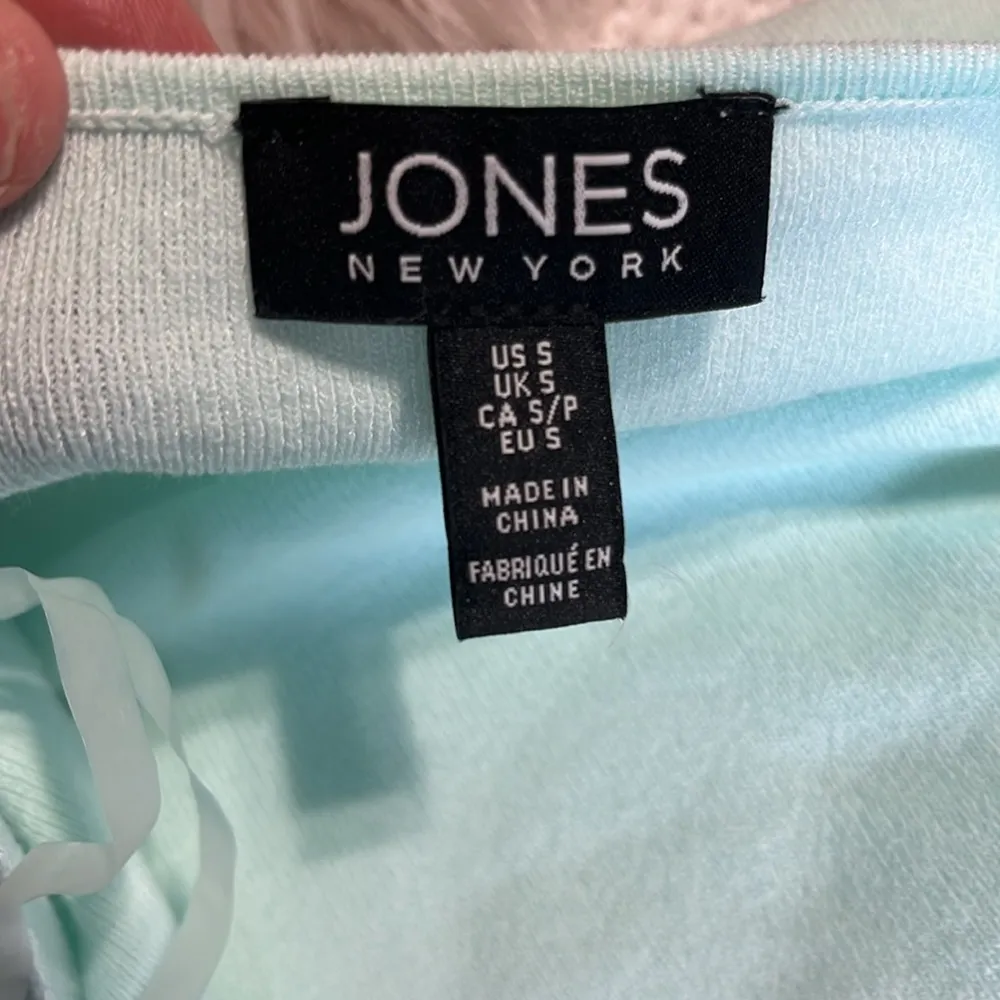 JONES
NEW YORK
US S
UK S
CA S/P
EU S
MADE IN
CHINA
FABRIQUÉ EN
CHINE